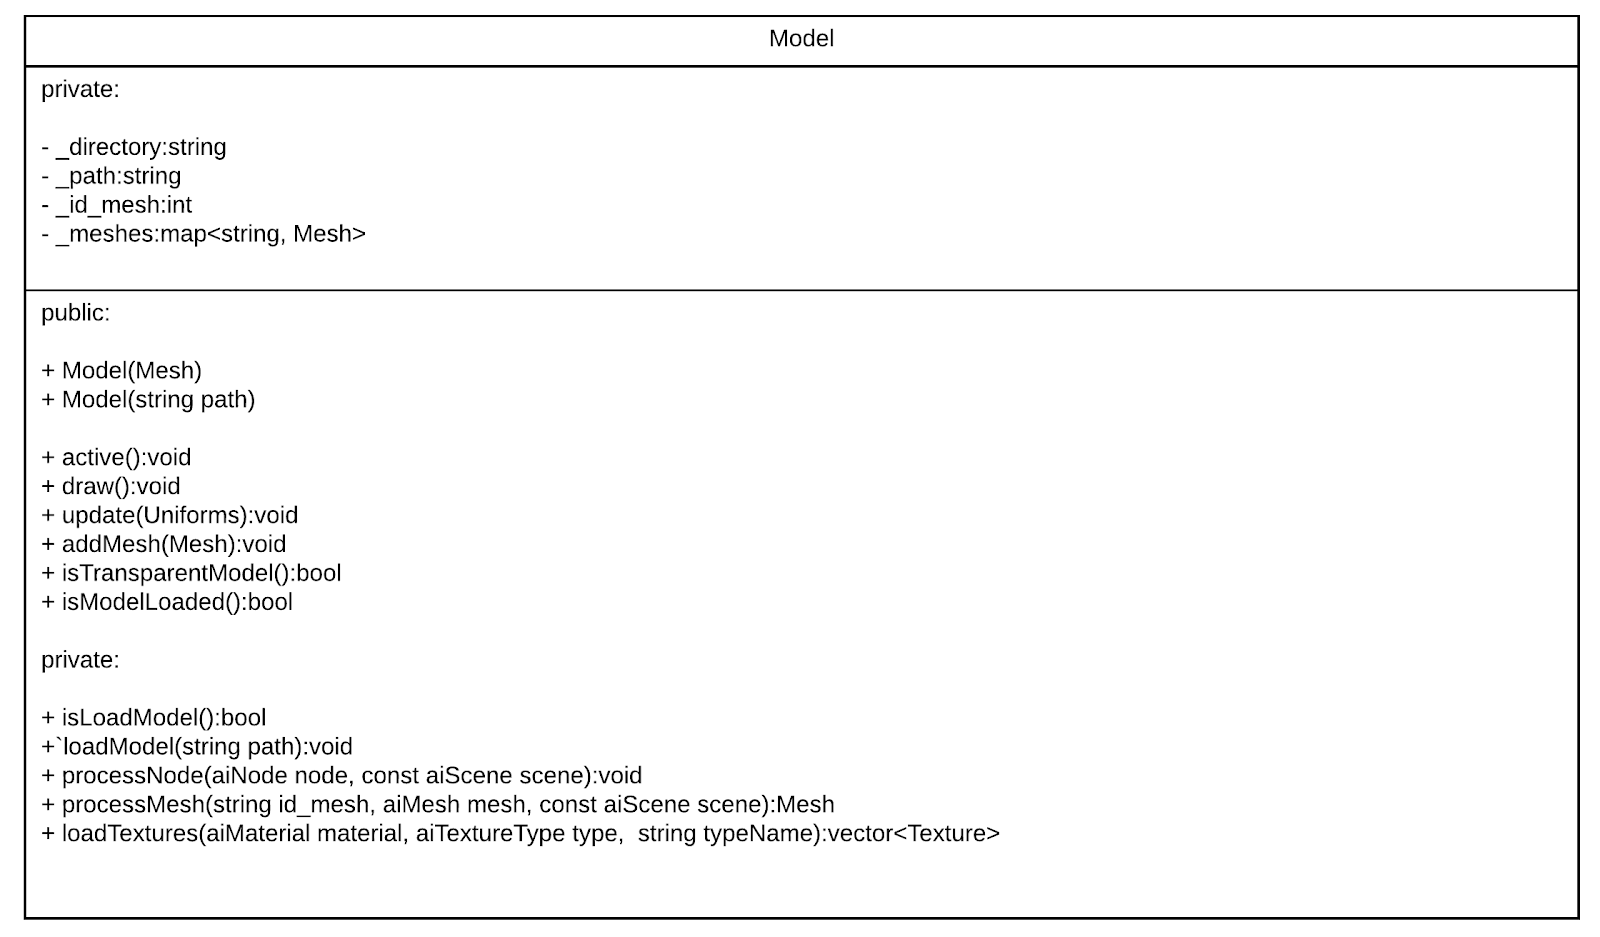 Model
private:
- _directory:string
- _path:string
- _id_mesh:int
- _meshes:map<string, Mesh>
public:
+ Model(Mesh)
+ Model(string path)
+ active():void
+ draw():void
+ update(Uniforms):void
+ addMesh(Mesh):void
+ isTransparentModel():bool
+ isModelLoaded():bool
private:
+ isLoadModel():bool
+`loadModel(string path):void
+ processNode(aiNode node, const aiScene scene):void
+ processMesh(string id_mesh, aiMesh mesh, const aiScene scene):Mesh
+ loadTextures(aiMaterial material, aiTextureType type,  string typeName):vector<Texture>